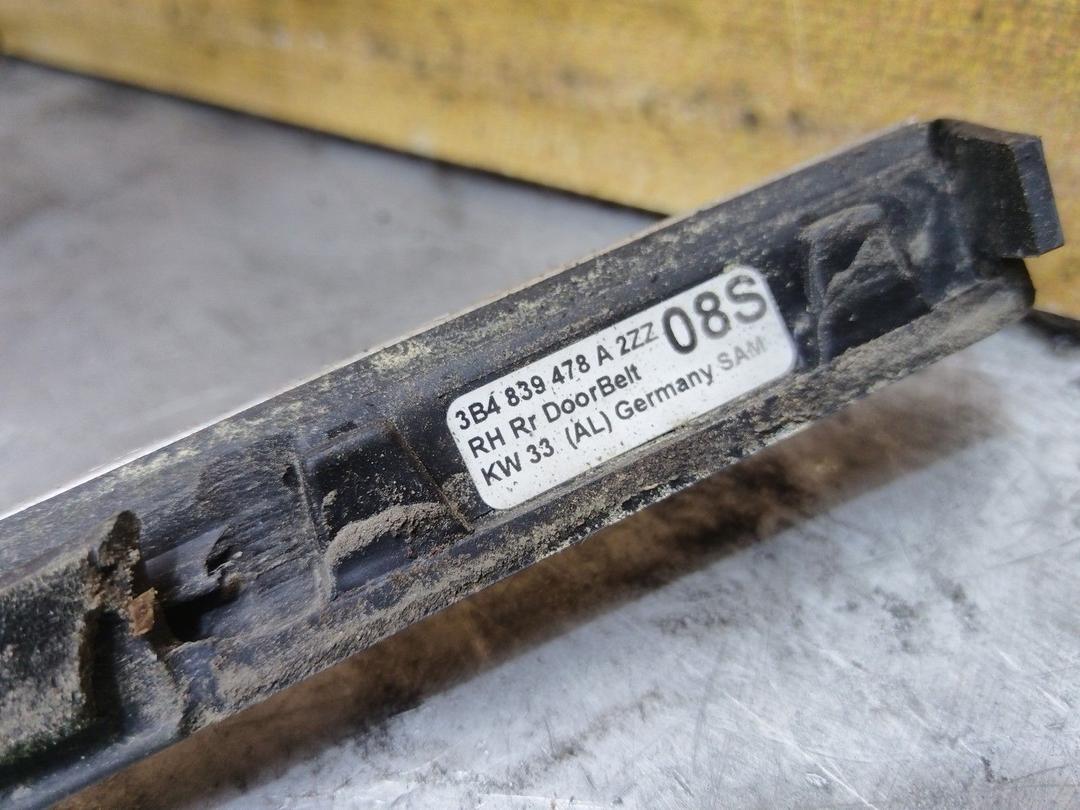 3B4 839 478 A 2ZZ 08S
RH Rr DoorBelt
KW 33 (AL) Germany SAM